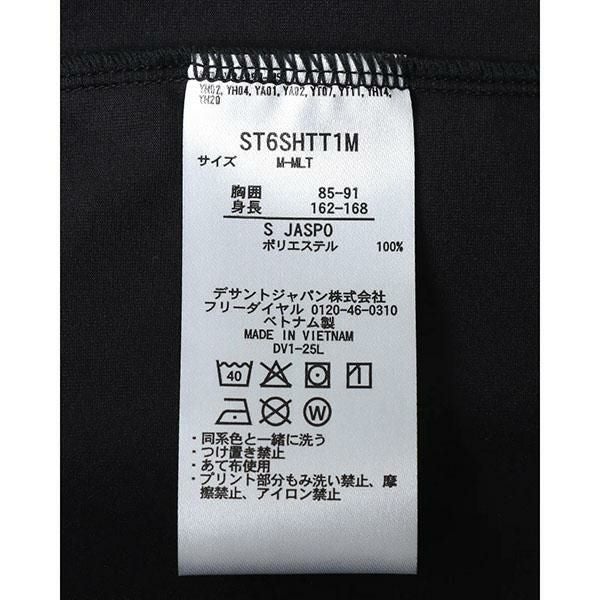 YH02, YH04, YA01, YA02, YT07, YT11, YHT4,
YH20
ST6SHTT1M
サイズ M-MLT
胸囲 85-91
身長 162-168
S JASPO
ポリエステル 100%
デサントジャパン株式会社
フリーダイヤル 0120-46-0310
ベトナム製
MADE IN VIETNAM
DV1-25L
40
W
・同系色と一緒に洗う
・つけ置き禁止
・あて布使用
・プリント部分もみ洗い禁止、摩
擦禁止、アイロン禁止